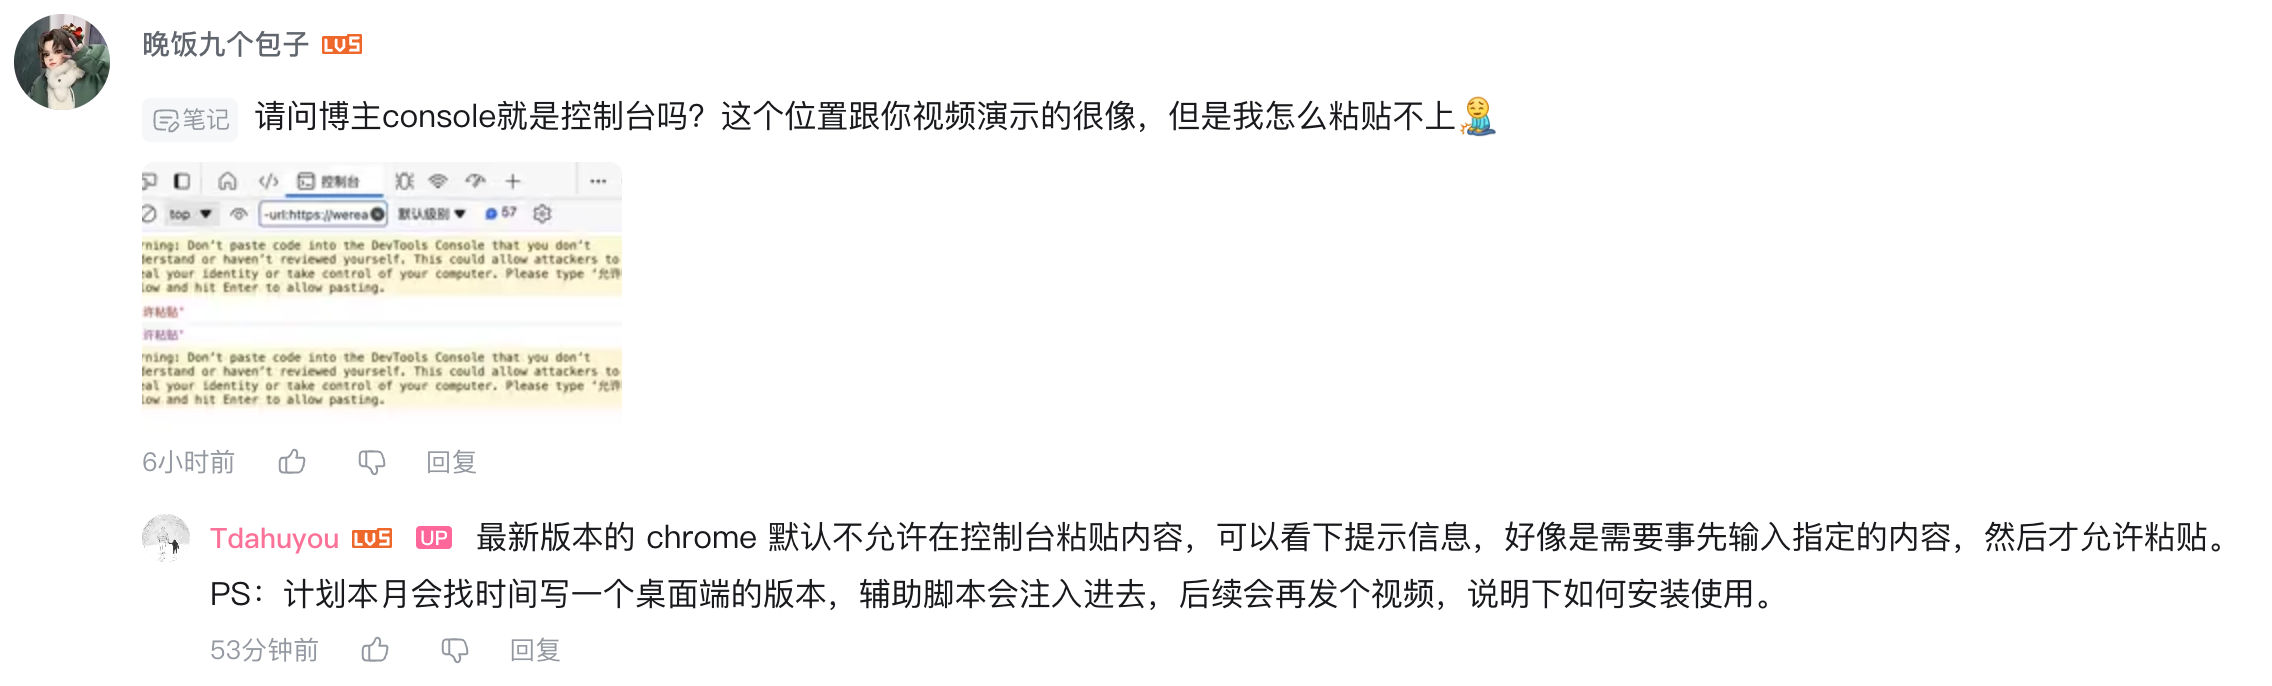 晚饭九个包子 LV5
笔记 请问博主console就是控制台吗？这个位置跟你视频演示的很像，但是我怎么粘贴不上
控制台
top -url:https://werea 默认级别 57
rning: Don't paste code into the DevTools Console that you don't
derstand or haven't reviewed yourself. This could allow attackers to
eal your identity or take control of your computer. Please type '允许
low and hit Enter to allow pasting.
许粘贴"
许粘贴"
rning: Don't paste code into the DevTools Console that you don't
derstand or haven't reviewed yourself. This could allow attackers to
eal your identity or take control of your computer. Please type '允许
low and hit Enter to allow pasting.
6小时前 回复
Tdahuyou LV5 UP 最新版本的 chrome 默认不允许在控制台粘贴内容，可以看下提示信息，好像是需要事先输入指定的内容，然后才允许粘贴。
PS：计划本月会找时间写一个桌面端的版本，辅助脚本会注入进去，后续会再发个视频，说明下如何安装使用。
53分钟前 回复